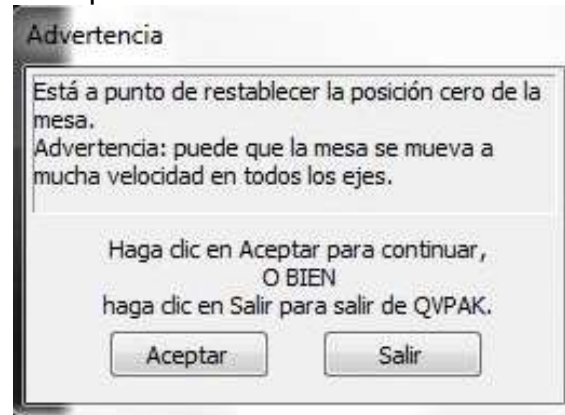 Advertencia
Está a punto de restablecer la posición cero de la
mesa.
Advertencia: puede que la mesa se mueva a
mucha velocidad en todos los ejes.
Haga clic en Aceptar para continuar,
O BIEN
haga clic en Salir para salir de QVPAK.
Aceptar Salir